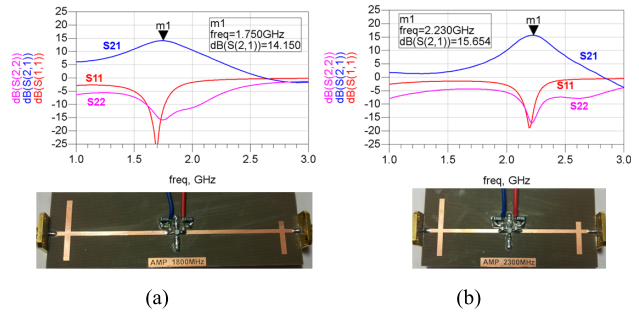 m1
freq=1.750GHz
dB(S(2,1))=14.150
m1
S21
S11
S22
25
20
15
10
5
0
-5
-10
-15
-20
-25
1.0
1.5
2.0
2.5
3.0
freq, GHz
dB(S(2,2))
dB(S(2,1))
dB(S(1,1))
AMP 1800MHz
(a)
m1
freq=2.230GHz
dB(S(2,1))=15.654
m1
S21
S11
S22
25
20
15
10
5
0
-5
-10
-15
-20
-25
1.0
1.5
2.0
2.5
3.0
freq, GHz
dB(S(2,2))
dB(S(2,1))
dB(S(1,1))
AMP 2300MHz
(b)